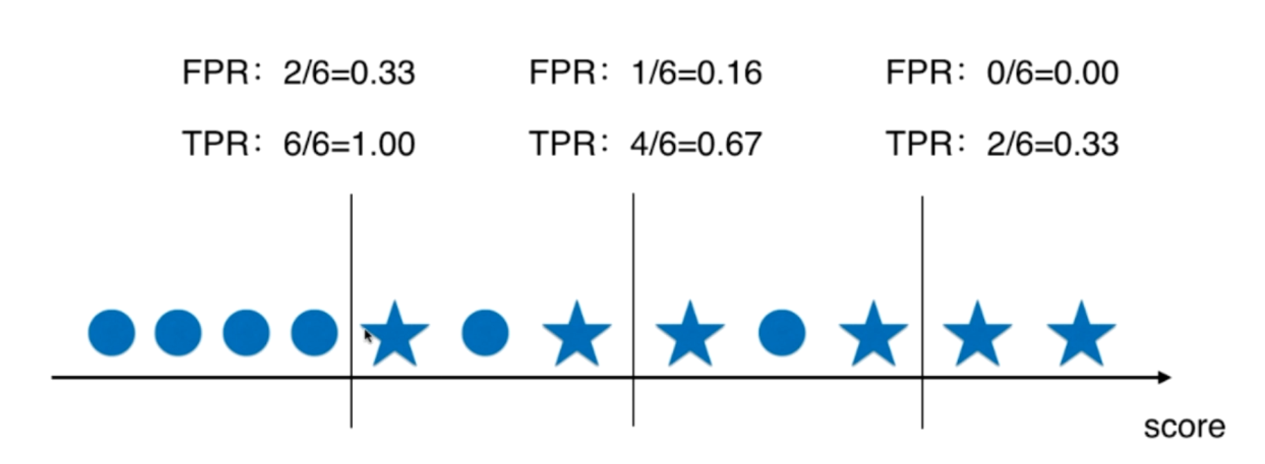 FPR: 2/6=0.33
FPR: 1/6=0.16
FPR: 0/6=0.00
TPR: 6/6=1.00
TPR: 4/6=0.67
TPR: 2/6=0.33
score